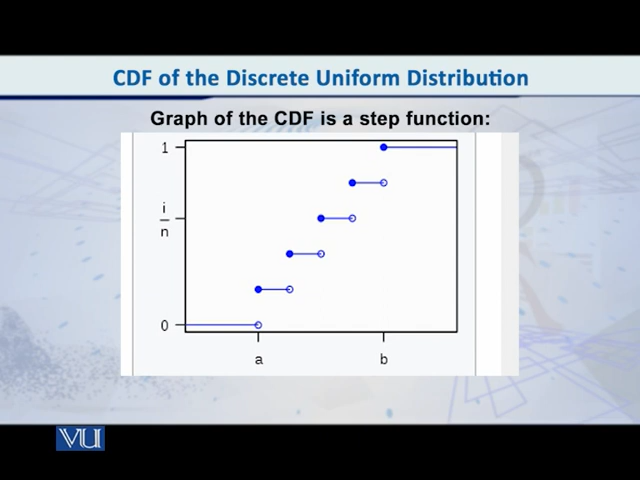 CDF of the Discrete Uniform Distribution
Graph of the CDF is a step function:
1
i
n
0
a
b
VU